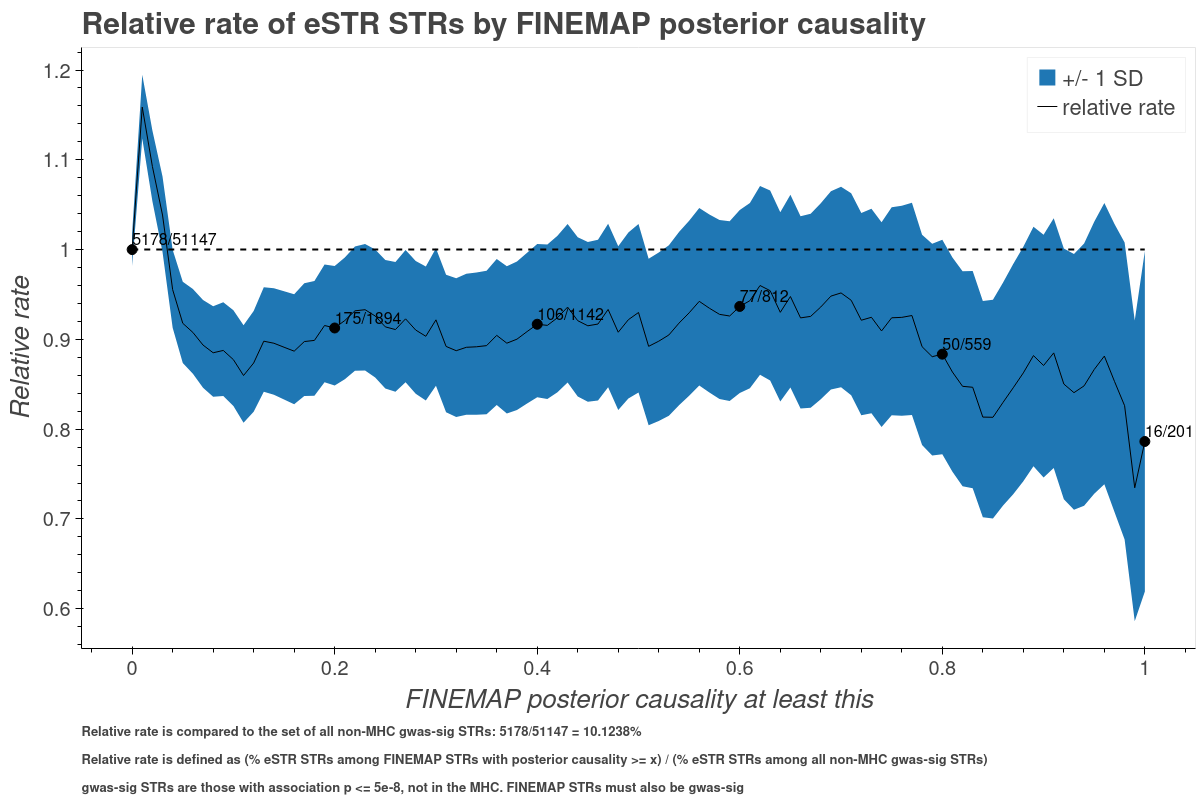 Relative rate of eSTR STRs by FINEMAP posterior causality
+/- 1 SD
relative rate
1.2
1.1
1
0.9
0.8
0.7
0.6
Relative rate
5178/51147
175/1894
106/1142
77/812
50/559
16/201
0
0.2
0.4
0.6
0.8
1
FINEMAP posterior causality at least this
Relative rate is compared to the set of all non-MHC gwas-sig STRs: 5178/51147 = 10.1238%
Relative rate is defined as (% eSTR STRs among FINEMAP STRs with posterior causality >= x) / (% eSTR STRs among all non-MHC gwas-sig STRs)
gwas-sig STRs are those with association p <= 5e-8, not in the MHC. FINEMAP STRs must also be gwas-sig